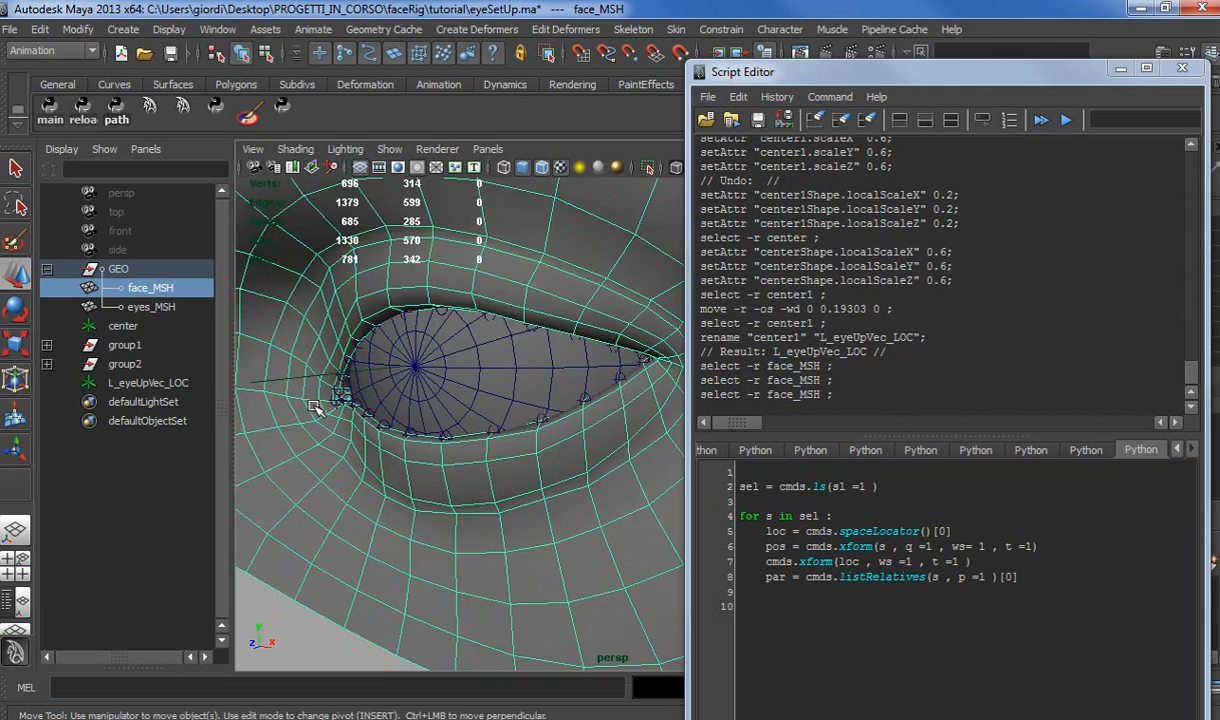 Autodesk Maya 2013 x64: C:\Users\giordi\Desktop\PROGETTI_IN_CORSO\faceRig\tutorial\eyeSetUp.ma* --- face_MSH
File Edit Modify Create Display Window Assets Animate Geometry Cache Create Deformers Edit Deformers Skeleton Skin Constrain Character Muscle Pipeline Cache Help
Animation
General Curves Surfaces Polygons Subdivs Deformation Animation Dynamics Rendering PaintEffects
main reloa path
Display Show Panels
persp
top
front
side
GEO
face_MSH
eyes_MSH
center
group1
group2
L_eyeUpVec_LOC
defaultLightSet
defaultObjectSet
View Shading Lighting Show Renderer Panels
Verts: 696 314 0
Edges: 1379 599 0
685 285 0
1330 570 0
781 342 0
y
z x
persp
Script Editor
File Edit History Command Help
setAttr "center1.scaleX" 0.6;
setAttr "center1.scaleY" 0.6;
setAttr "center1.scaleZ" 0.6;
// Undo: //
setAttr "center1Shape.localScaleX" 0.2;
setAttr "center1Shape.localScaleY" 0.2;
setAttr "center1Shape.localScaleZ" 0.2;
select -r center ;
setAttr "centerShape.localScaleX" 0.6;
setAttr "centerShape.localScaleY" 0.6;
setAttr "centerShape.localScaleZ" 0.6;
select -r center1 ;
move -r -os -wd 0 0.19303 0 ;
select -r center1 ;
rename "center1" "L_eyeUpVec_LOC";
// Result: L_eyeUpVec_LOC //
select -r face_MSH ;
select -r face_MSH ;
select -r face_MSH ;
hon Python Python Python Python Python Python Python Python
1
2 sel = cmds.ls(sl =1 )
3
4 for s in sel :
5 loc = cmds.spaceLocator()[0]
6 pos = cmds.xform(s , q =1 , ws= 1 , t =1)
7 cmds.xform(loc , ws =1 , t =1 )
8 par = cmds.listRelatives(s , p =1 )[0]
9
10
MEL
Move Tool: Use manipulator to move object(s). Use edit mode to change pivot (INSERT). Ctrl+LMB to move perpendicular.